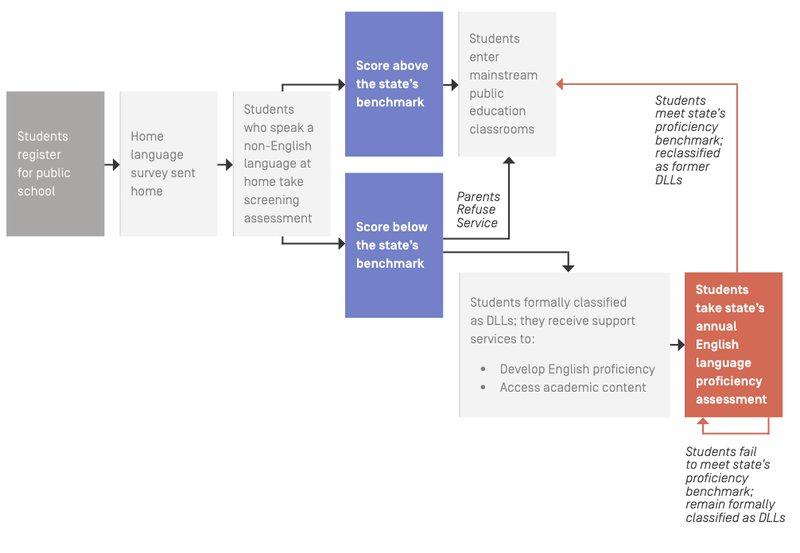 Students
register
for public
school
Home
language
survey sent
home
Students
who speak a
non-English
language at
home take
screening
assessment
Score above
the state's
benchmark
Students
enter
mainstream
public
education
classrooms
Score below
the state's
benchmark
Parents
Refuse
Service
Students formally classified
as DLLs; they receive support
services to:
• Develop English proficiency
• Access academic content
Students
take state's
annual
English
language
proficiency
assessment
Students
meet state's
proficiency
benchmark;
reclassified
as former
DLLs
Students fail
to meet state's
proficiency
benchmark;
remain formally
classified as DLLs